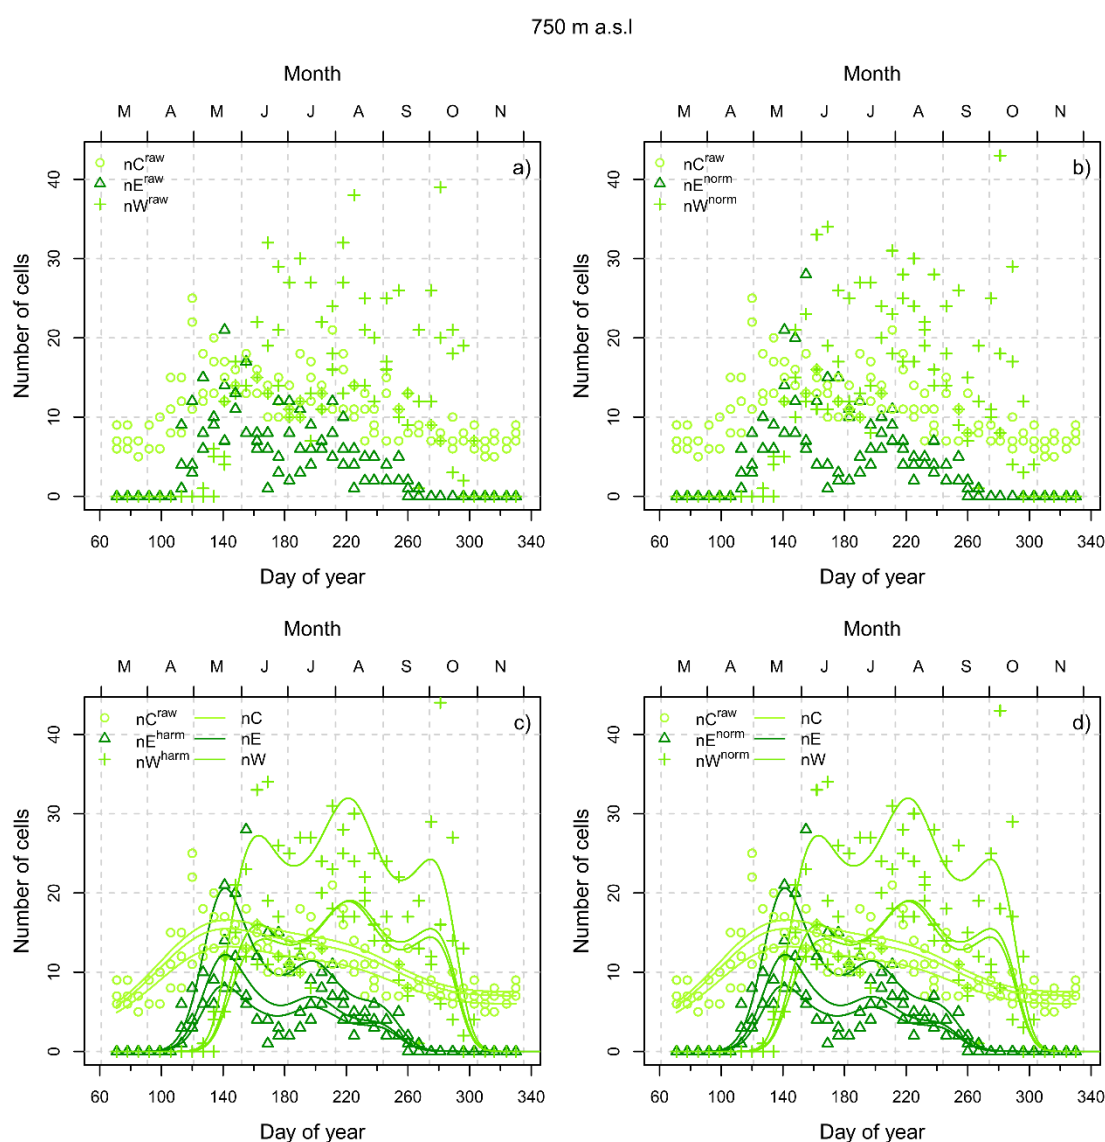 750 m a.s.l
Month
M A M J J A S O N
nC^raw
nE^raw
nW^raw
a)
0 10 20 30 40
Number of cells
60 100 140 180 220 260 300 340
Day of year
Month
M A M J J A S O N
nC^raw
nE^norm
nW^norm
b)
0 10 20 30 40
Number of cells
60 100 140 180 220 260 300 340
Day of year
Month
M A M J J A S O N
nC^raw nC
nE^harm nE
nW^harm nW
c)
0 10 20 30 40
Number of cells
60 100 140 180 220 260 300 340
Day of year
Month
M A M J J A S O N
nC^raw nC
nE^norm nE
nW^norm nW
d)
0 10 20 30 40
Number of cells
60 100 140 180 220 260 300 340
Day of year